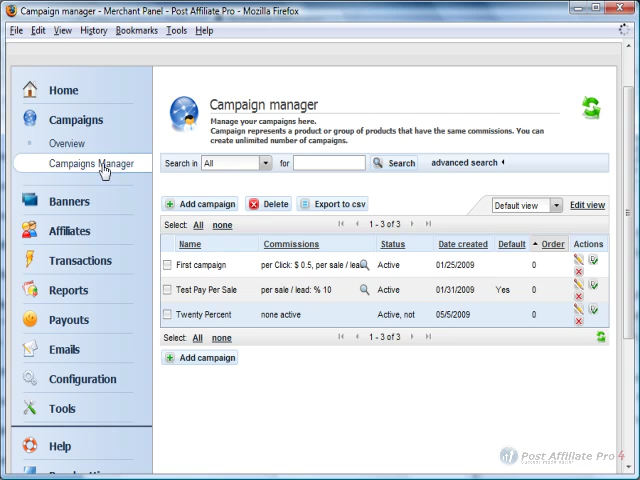 Campaign manager - Merchant Panel - Post Affiliate Pro - Mozilla Firefox
File Edit View History Bookmarks Tools Help
Home
Campaigns
Overview
Campaigns Manager
Banners
Affiliates
Transactions
Reports
Payouts
Emails
Configuration
Tools
Help
Campaign manager
Manage your campaigns here.
Campaign represents a product or group of products that have the same commissions. You can
create unlimited number of campaigns.
Search in All for Search advanced search
Add campaign Delete Export to csv Default view Edit view
Select: All none 1 - 3 of 3
Name Commissions Status Date created Default Order Actions
First campaign per Click: $ 0.5, per sale / lead Active 01/25/2009 0
Test Pay Per Sale per sale / lead: % 10 Active 01/31/2009 Yes 0
Twenty Percent none active Active, not 05/5/2009 0
Select: All none 1 - 3 of 3
Add campaign
Post Affiliate Pro 4